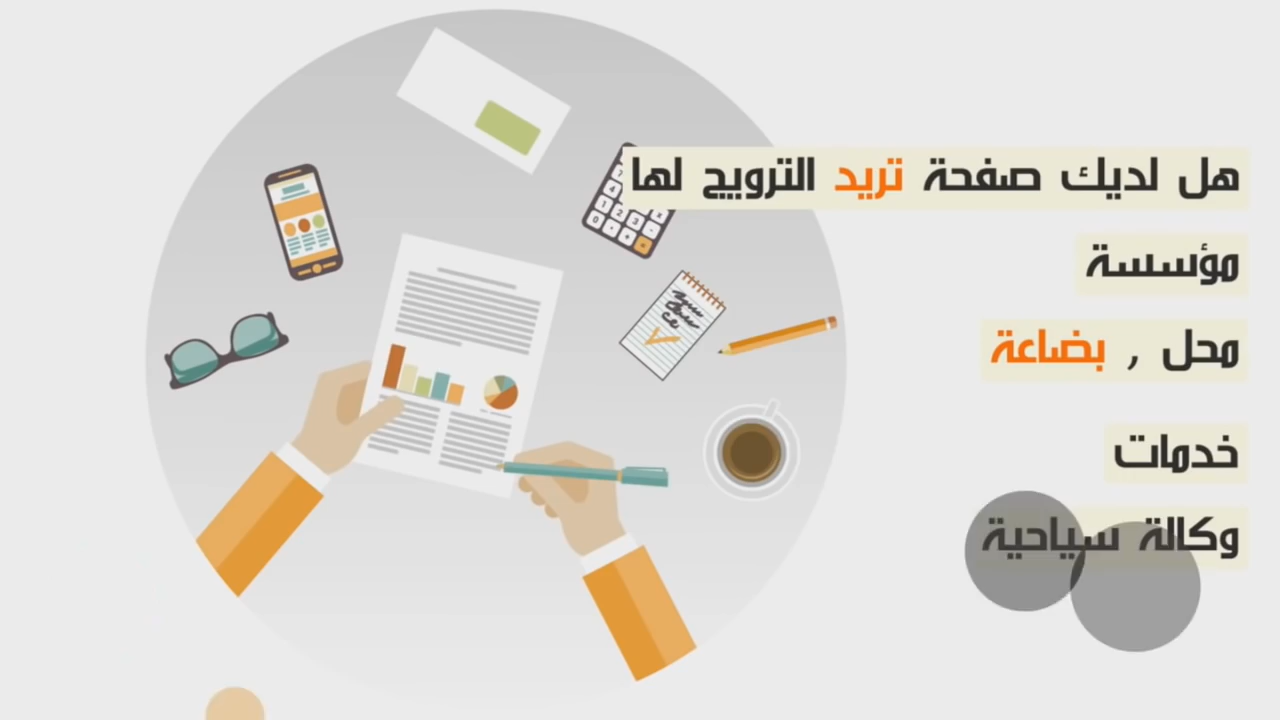 هل لديك صفحة تريد الترويج لها
مؤسسة
محل , بضاعة
خدمات
وكالة سياحية